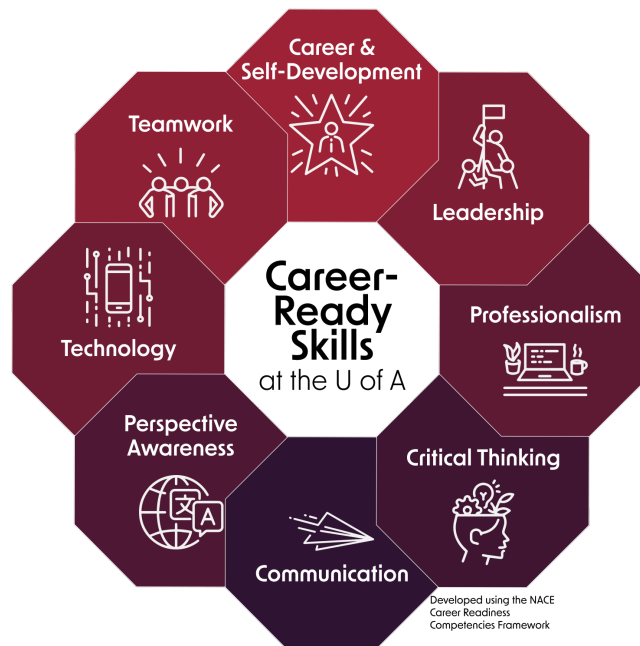 Career &
Self-Development
Teamwork
Leadership
Career-
Ready
Skills
at the U of A
Professionalism
Technology
Perspective
Awareness
文
A
Critical Thinking
Communication
Developed using the NACE
Career Readiness
Competencies Framework